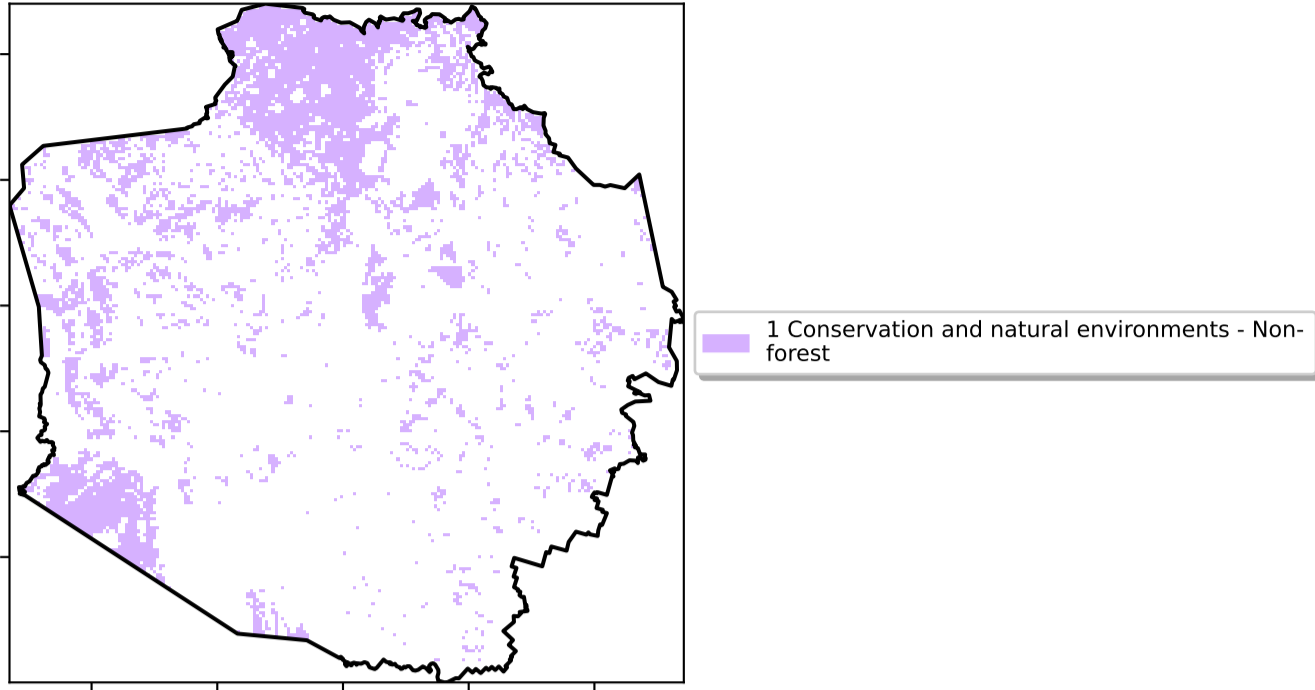 1 Conservation and natural environments - Non-
forest